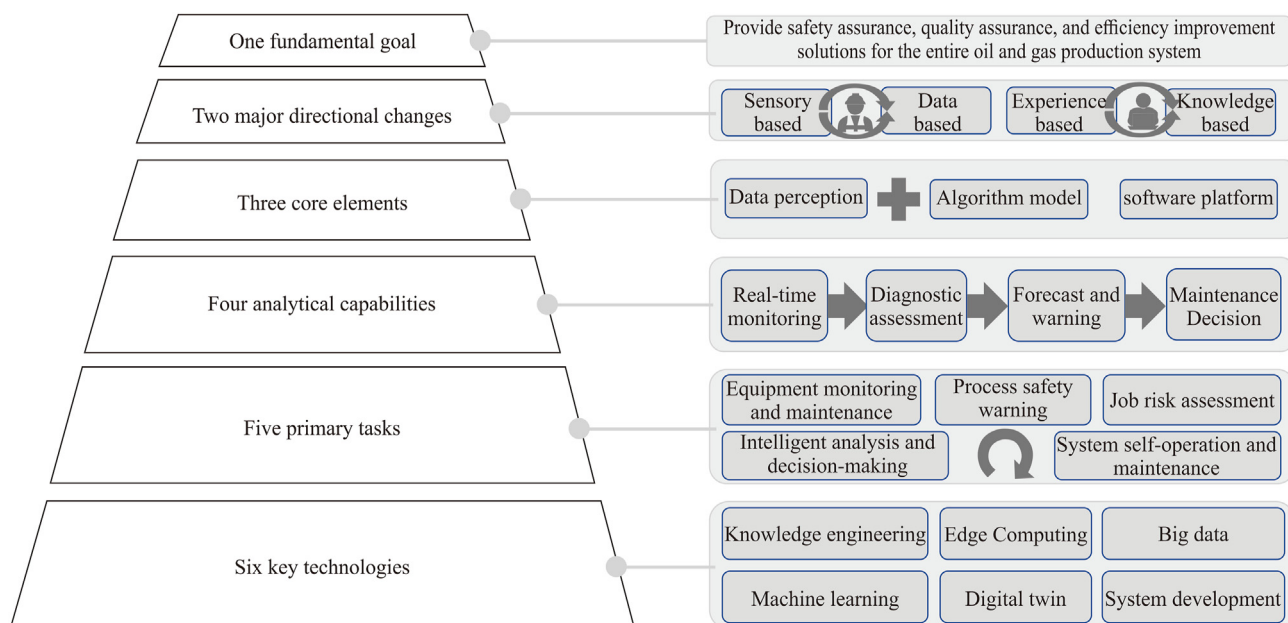 One fundamental goal
Provide safety assurance, quality assurance, and efficiency improvement
solutions for the entire oil and gas production system
Two major directional changes
Sensory
based
Data
based
Experience
based
Knowledge
based
Three core elements
Data perception
Algorithm model
software platform
Four analytical capabilities
Real-time
monitoring
Diagnostic
assessment
Forecast and
warning
Maintenance
Decision
Five primary tasks
Equipment monitoring
and maintenance
Process safety
warning
Job risk assessment
Intelligent analysis and
decision-making
System self-operation and
maintenance
Six key technologies
Knowledge engineering
Edge Computing
Big data
Machine learning
Digital twin
System development